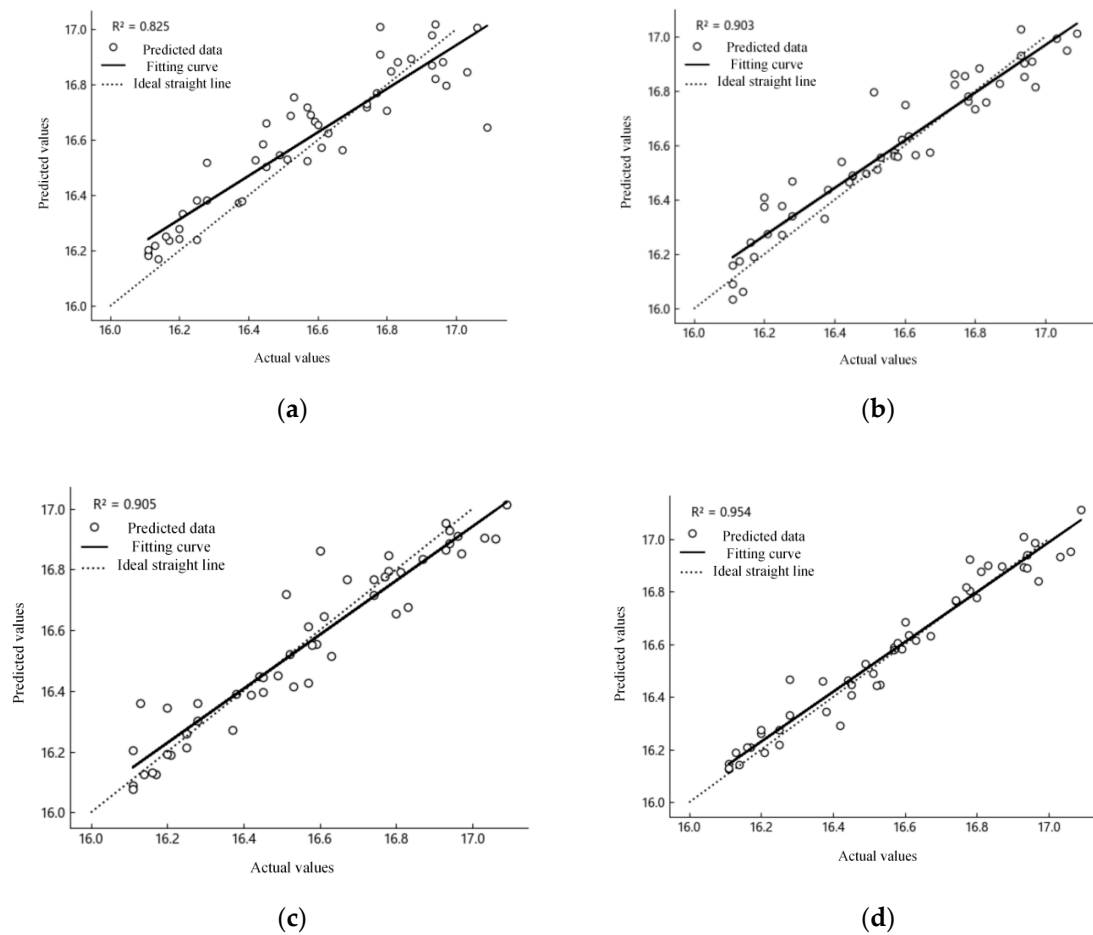 R² = 0.825
Predicted data
Fitting curve
Ideal straight line
17.0
16.8
16.6
16.4
16.2
16.0
Predicted values
16.0 16.2 16.4 16.6 16.8 17.0
Actual values
(a)
R² = 0.903
Predicted data
Fitting curve
Ideal straight line
17.0
16.8
16.6
16.4
16.2
16.0
Predicted values
16.0 16.2 16.4 16.6 16.8 17.0
Actual values
(b)
R² = 0.905
Predicted data
Fitting curve
Ideal straight line
17.0
16.8
16.6
16.4
16.2
16.0
Predicted values
16.0 16.2 16.4 16.6 16.8 17.0
Actual values
(c)
R² = 0.954
Predicted data
Fitting curve
Ideal straight line
17.0
16.8
16.6
16.4
16.2
16.0
Predicted values
16.0 16.2 16.4 16.6 16.8 17.0
Actual values
(d)